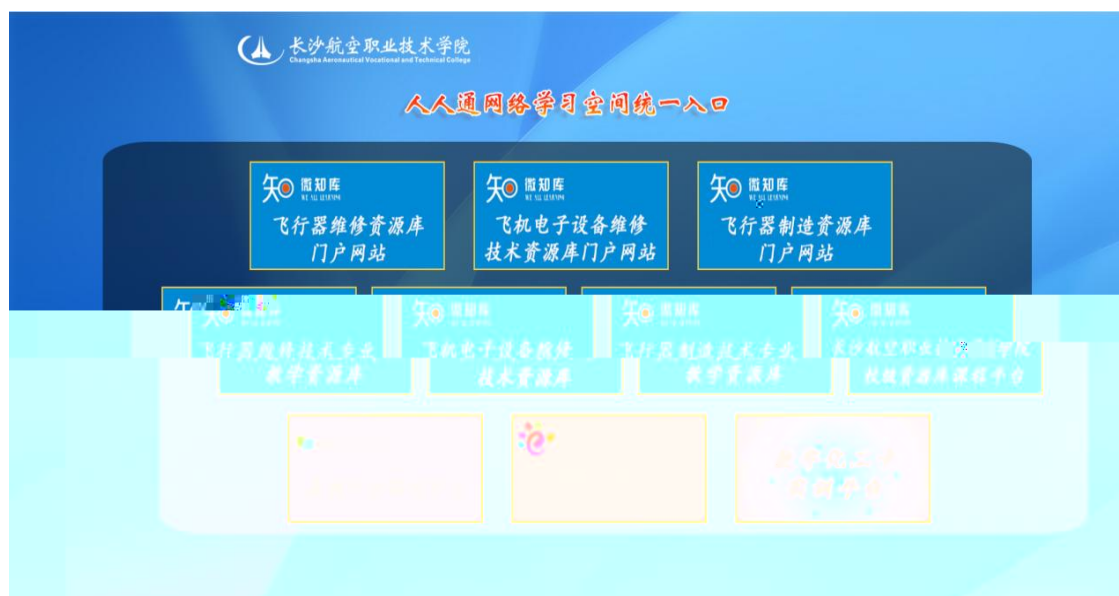 长沙航空职业技术学院
Changsha Aeronautical Vocational and Technical College
人人通网络学习空间统一入口
微知库
飞行器维修资源库
门户网站
微知库
飞机电子设备维修
技术资源库门户网站
微知库
飞行器制造资源库
门户网站
微知库
飞行器维修技术专业
教学资源库
微知库
飞机电子设备维修
技术资源库
微知库
飞行器制造技术专业
教学资源库
微知库
长沙航空职业技术学院
校级资源库课程平台